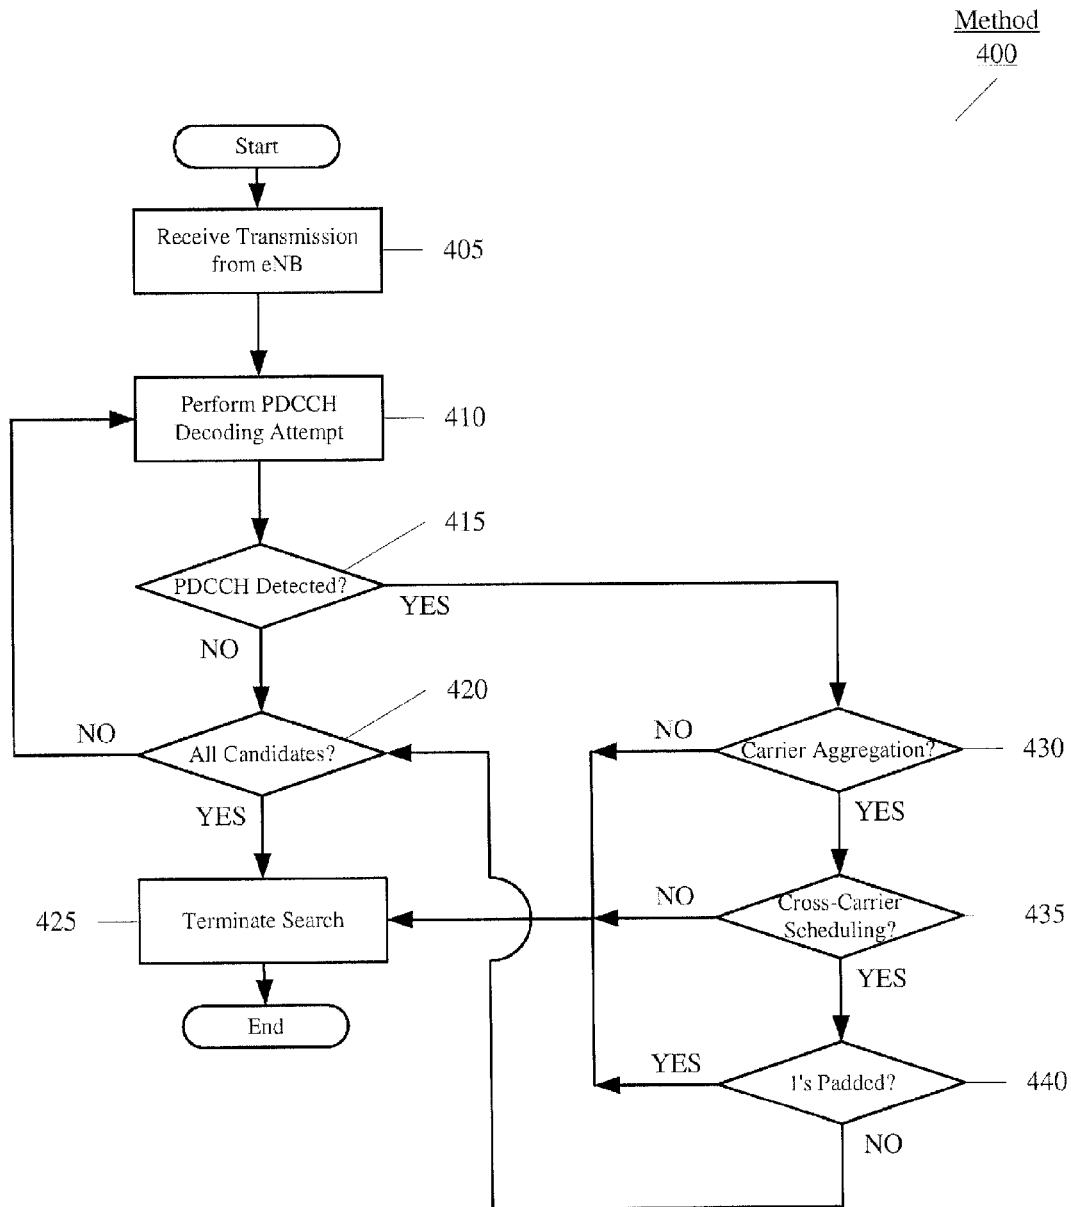 Method
400
Start
Receive Transmission
from eNB
405
Perform PDCCH
Decoding Attempt
410
415
PDCCH Detected?
YES
NO
420
All Candidates?
NO
YES
NO
Carrier Aggregation?
430
YES
425
Terminate Search
NO
Cross-Carrier
Scheduling?
435
YES
End
YES
1's Padded?
440
NO